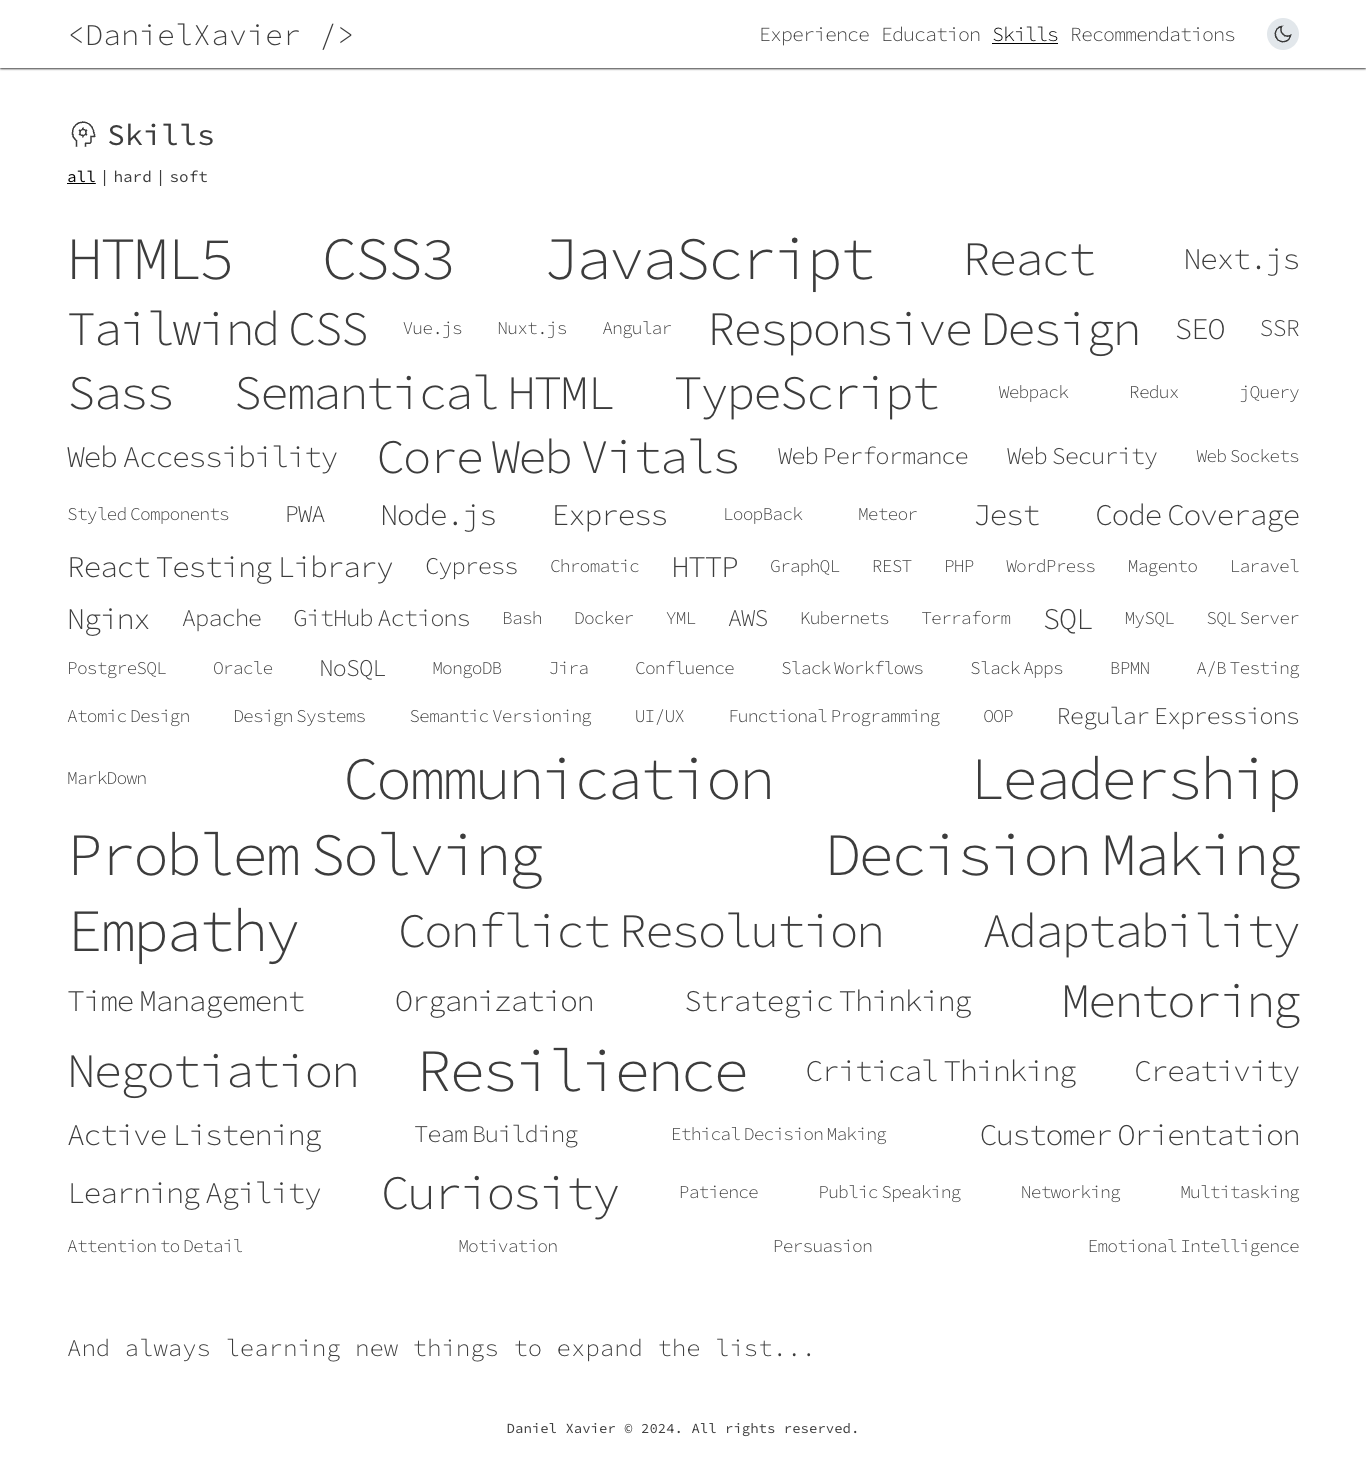 <DanielXavier /> Experience Education Skills Recommendations
Skills
all | hard | soft
HTML5 CSS3 JavaScript React Next.js
Tailwind CSS Vue.js Nuxt.js Angular Responsive Design SEO SSR
Sass Semantical HTML TypeScript Webpack Redux jQuery
Web Accessibility Core Web Vitals Web Performance Web Security Web Sockets
Styled Components PWA Node.js Express LoopBack Meteor Jest Code Coverage
React Testing Library Cypress Chromatic HTTP GraphQL REST PHP WordPress Magento Laravel
Nginx Apache GitHub Actions Bash Docker YML AWS Kubernets Terraform SQL MySQL SQL Server
PostgreSQL Oracle NoSQL MongoDB Jira Confluence Slack Workflows Slack Apps BPMN A/B Testing
Atomic Design Design Systems Semantic Versioning UI/UX Functional Programming OOP Regular Expressions
MarkDown Communication Leadership
Problem Solving Decision Making
Empathy Conflict Resolution Adaptability
Time Management Organization Strategic Thinking Mentoring
Negotiation Resilience Critical Thinking Creativity
Active Listening Team Building Ethical Decision Making Customer Orientation
Learning Agility Curiosity Patience Public Speaking Networking Multitasking
Attention to Detail Motivation Persuasion Emotional Intelligence
And always learning new things to expand the list...
Daniel Xavier © 2024. All rights reserved.